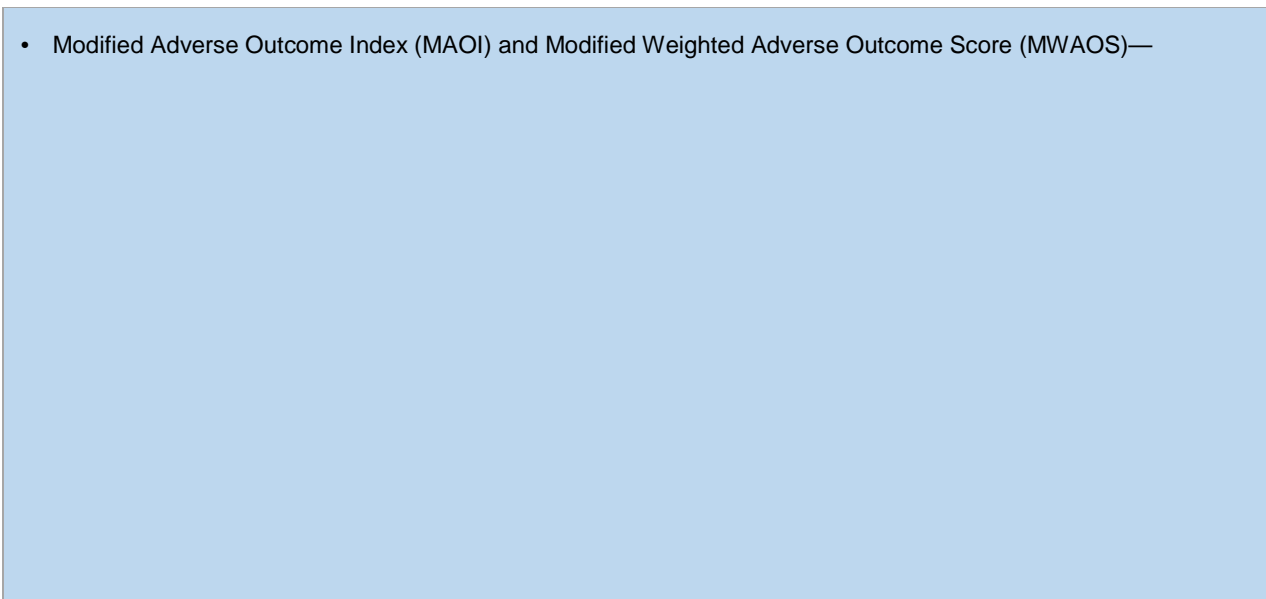 • Modified Adverse Outcome Index (MAOI) and Modified Weighted Adverse Outcome Score (MWAOS)—